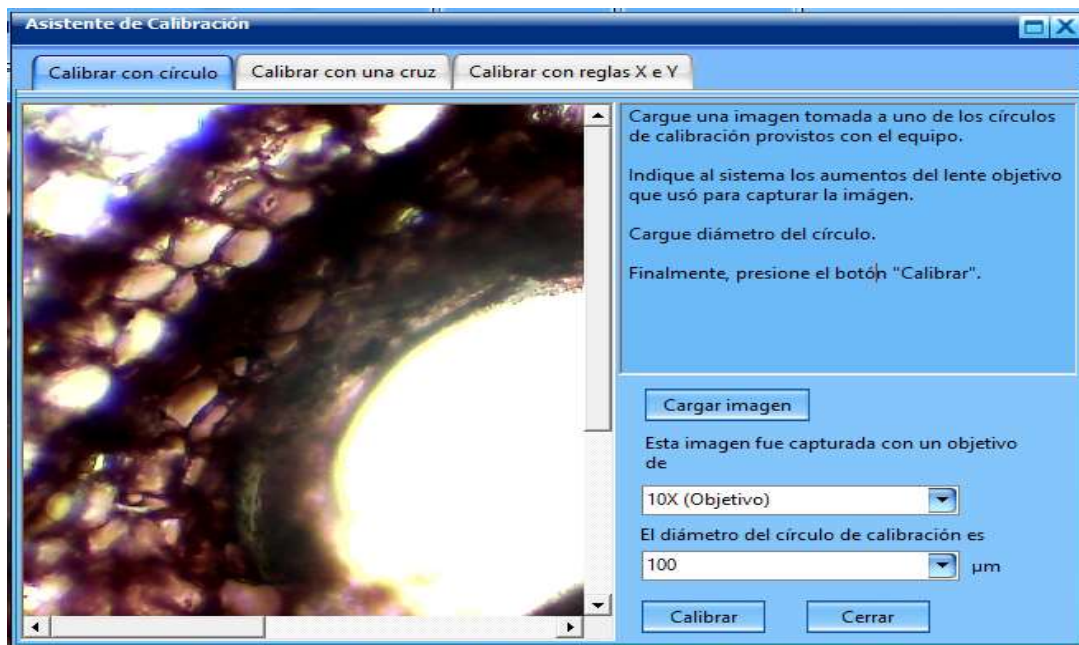 Asistente de Calibración
Calibrar con círculo
Calibrar con una cruz
Calibrar con reglas X e Y
Cargue una imagen tomada a uno de los círculos
de calibración provistos con el equipo.
Indique al sistema los aumentos del lente objetivo
que usó para capturar la imágen.
Cargue diámetro del círculo.
Finalmente, presione el botón "Calibrar".
Cargar imagen
Esta imagen fue capturada con un objetivo
de
10X (Objetivo)
El diámetro del círculo de calibración es
100 µm
Calibrar
Cerrar